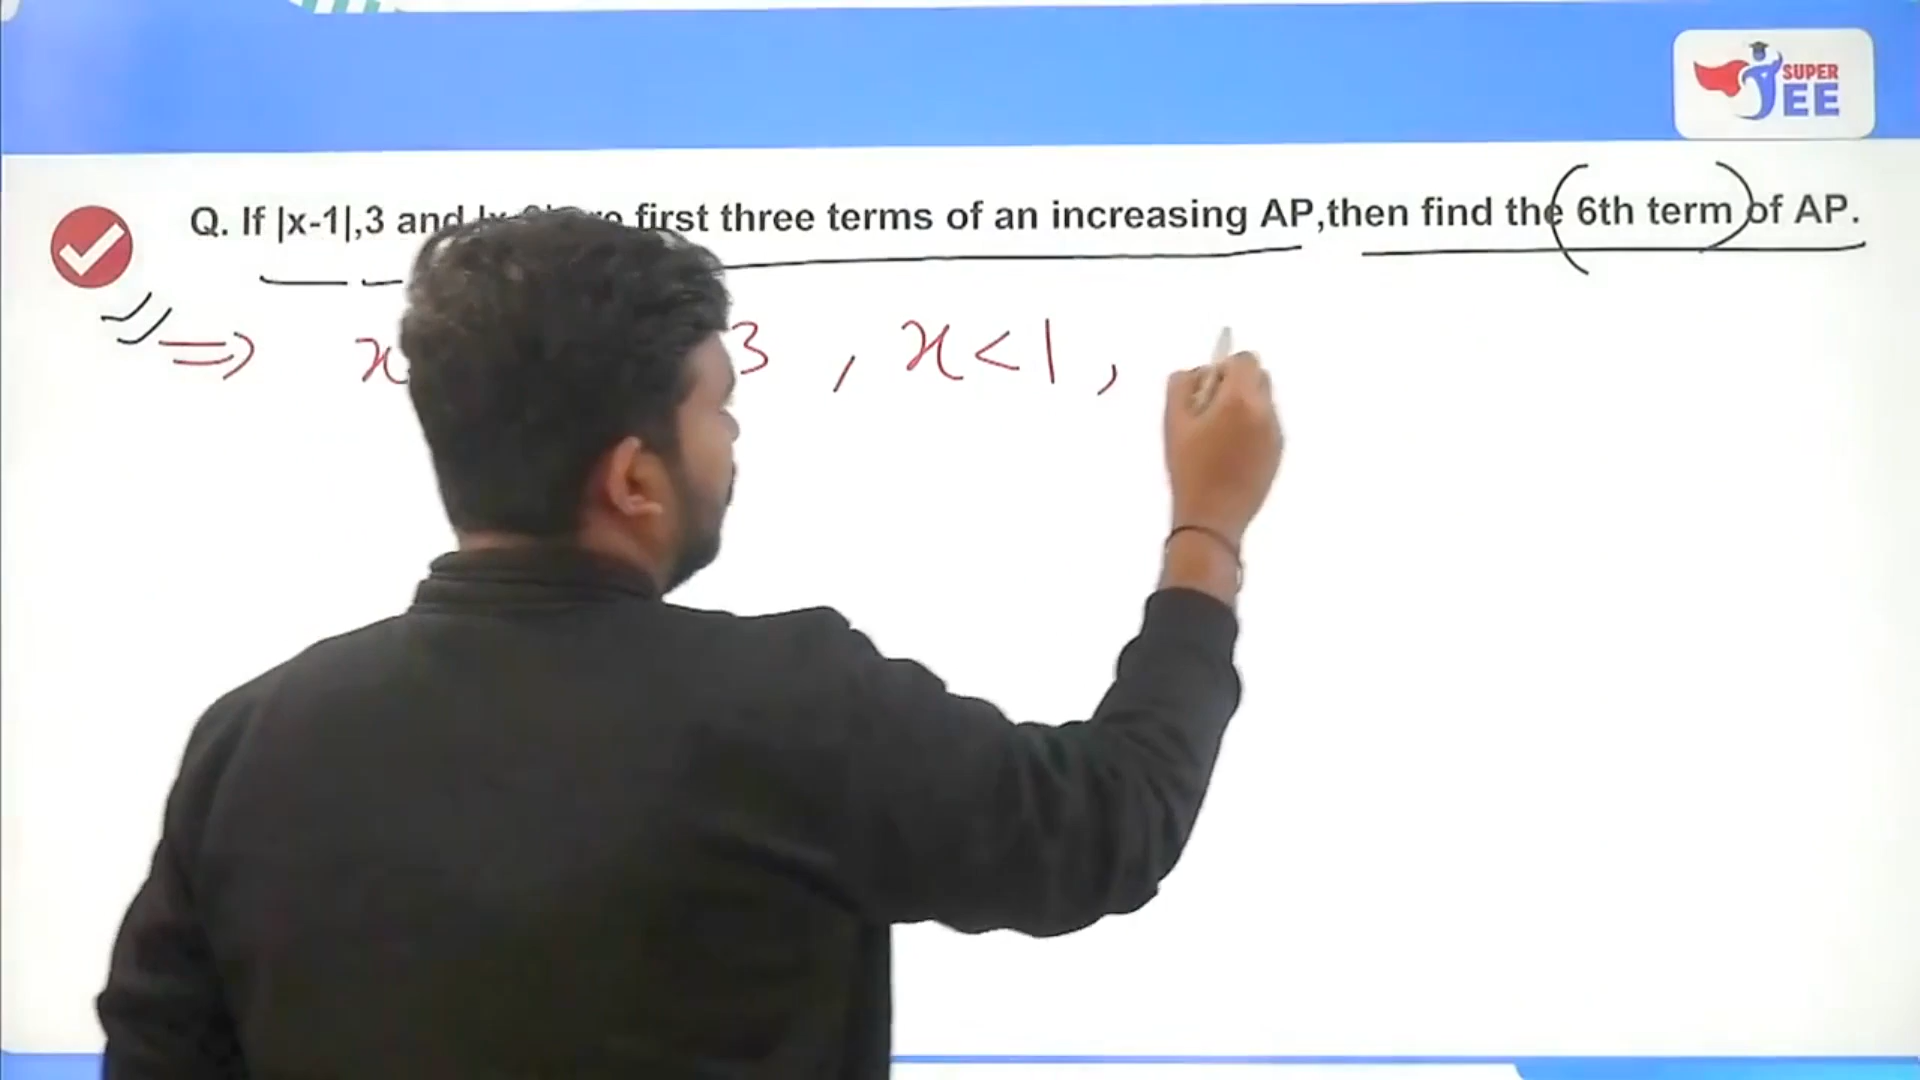 SUPER
JEE
Q. If |x-1|,3 and first three terms of an increasing AP,then find the 6th term of AP.
⇒ x 3 , x<1 ,